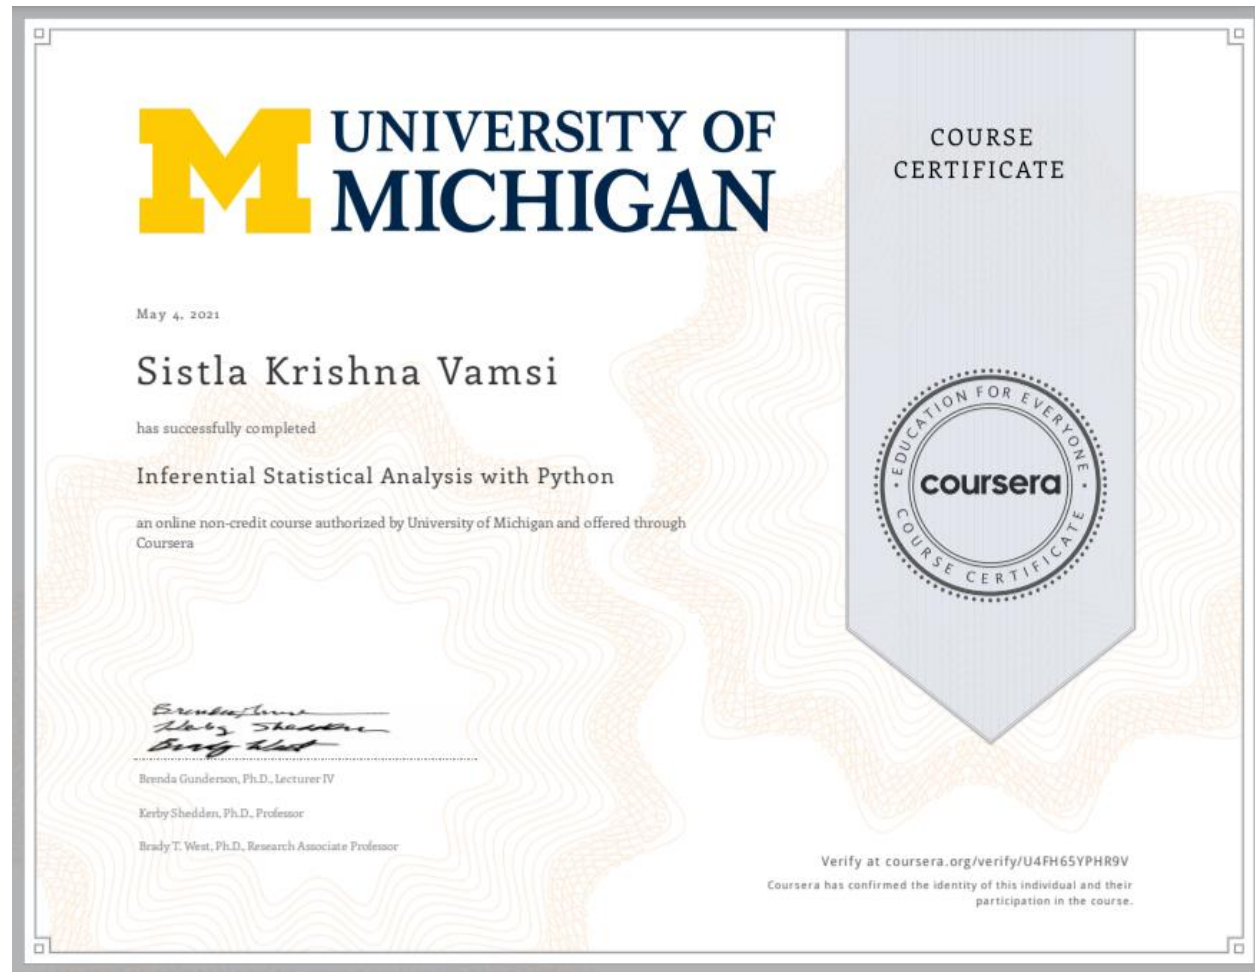 UNIVERSITY OF
MICHIGAN
COURSE
CERTIFICATE
May 4, 2021
Sistla Krishna Vamsi
has successfully completed
Inferential Statistical Analysis with Python
an online non-credit course authorized by University of Michigan and offered through
Coursera
EDUCATION FOR EVERYONE
coursera
COURSE CERTIFICATE
Brenda Gunderson, Ph.D., Lecturer IV
Kerby Shedden, Ph.D., Professor
Brady T. West, Ph.D., Research Associate Professor
Verify at coursera.org/verify/U4FH65YPHR9V
Coursera has confirmed the identity of this individual and their
participation in the course.